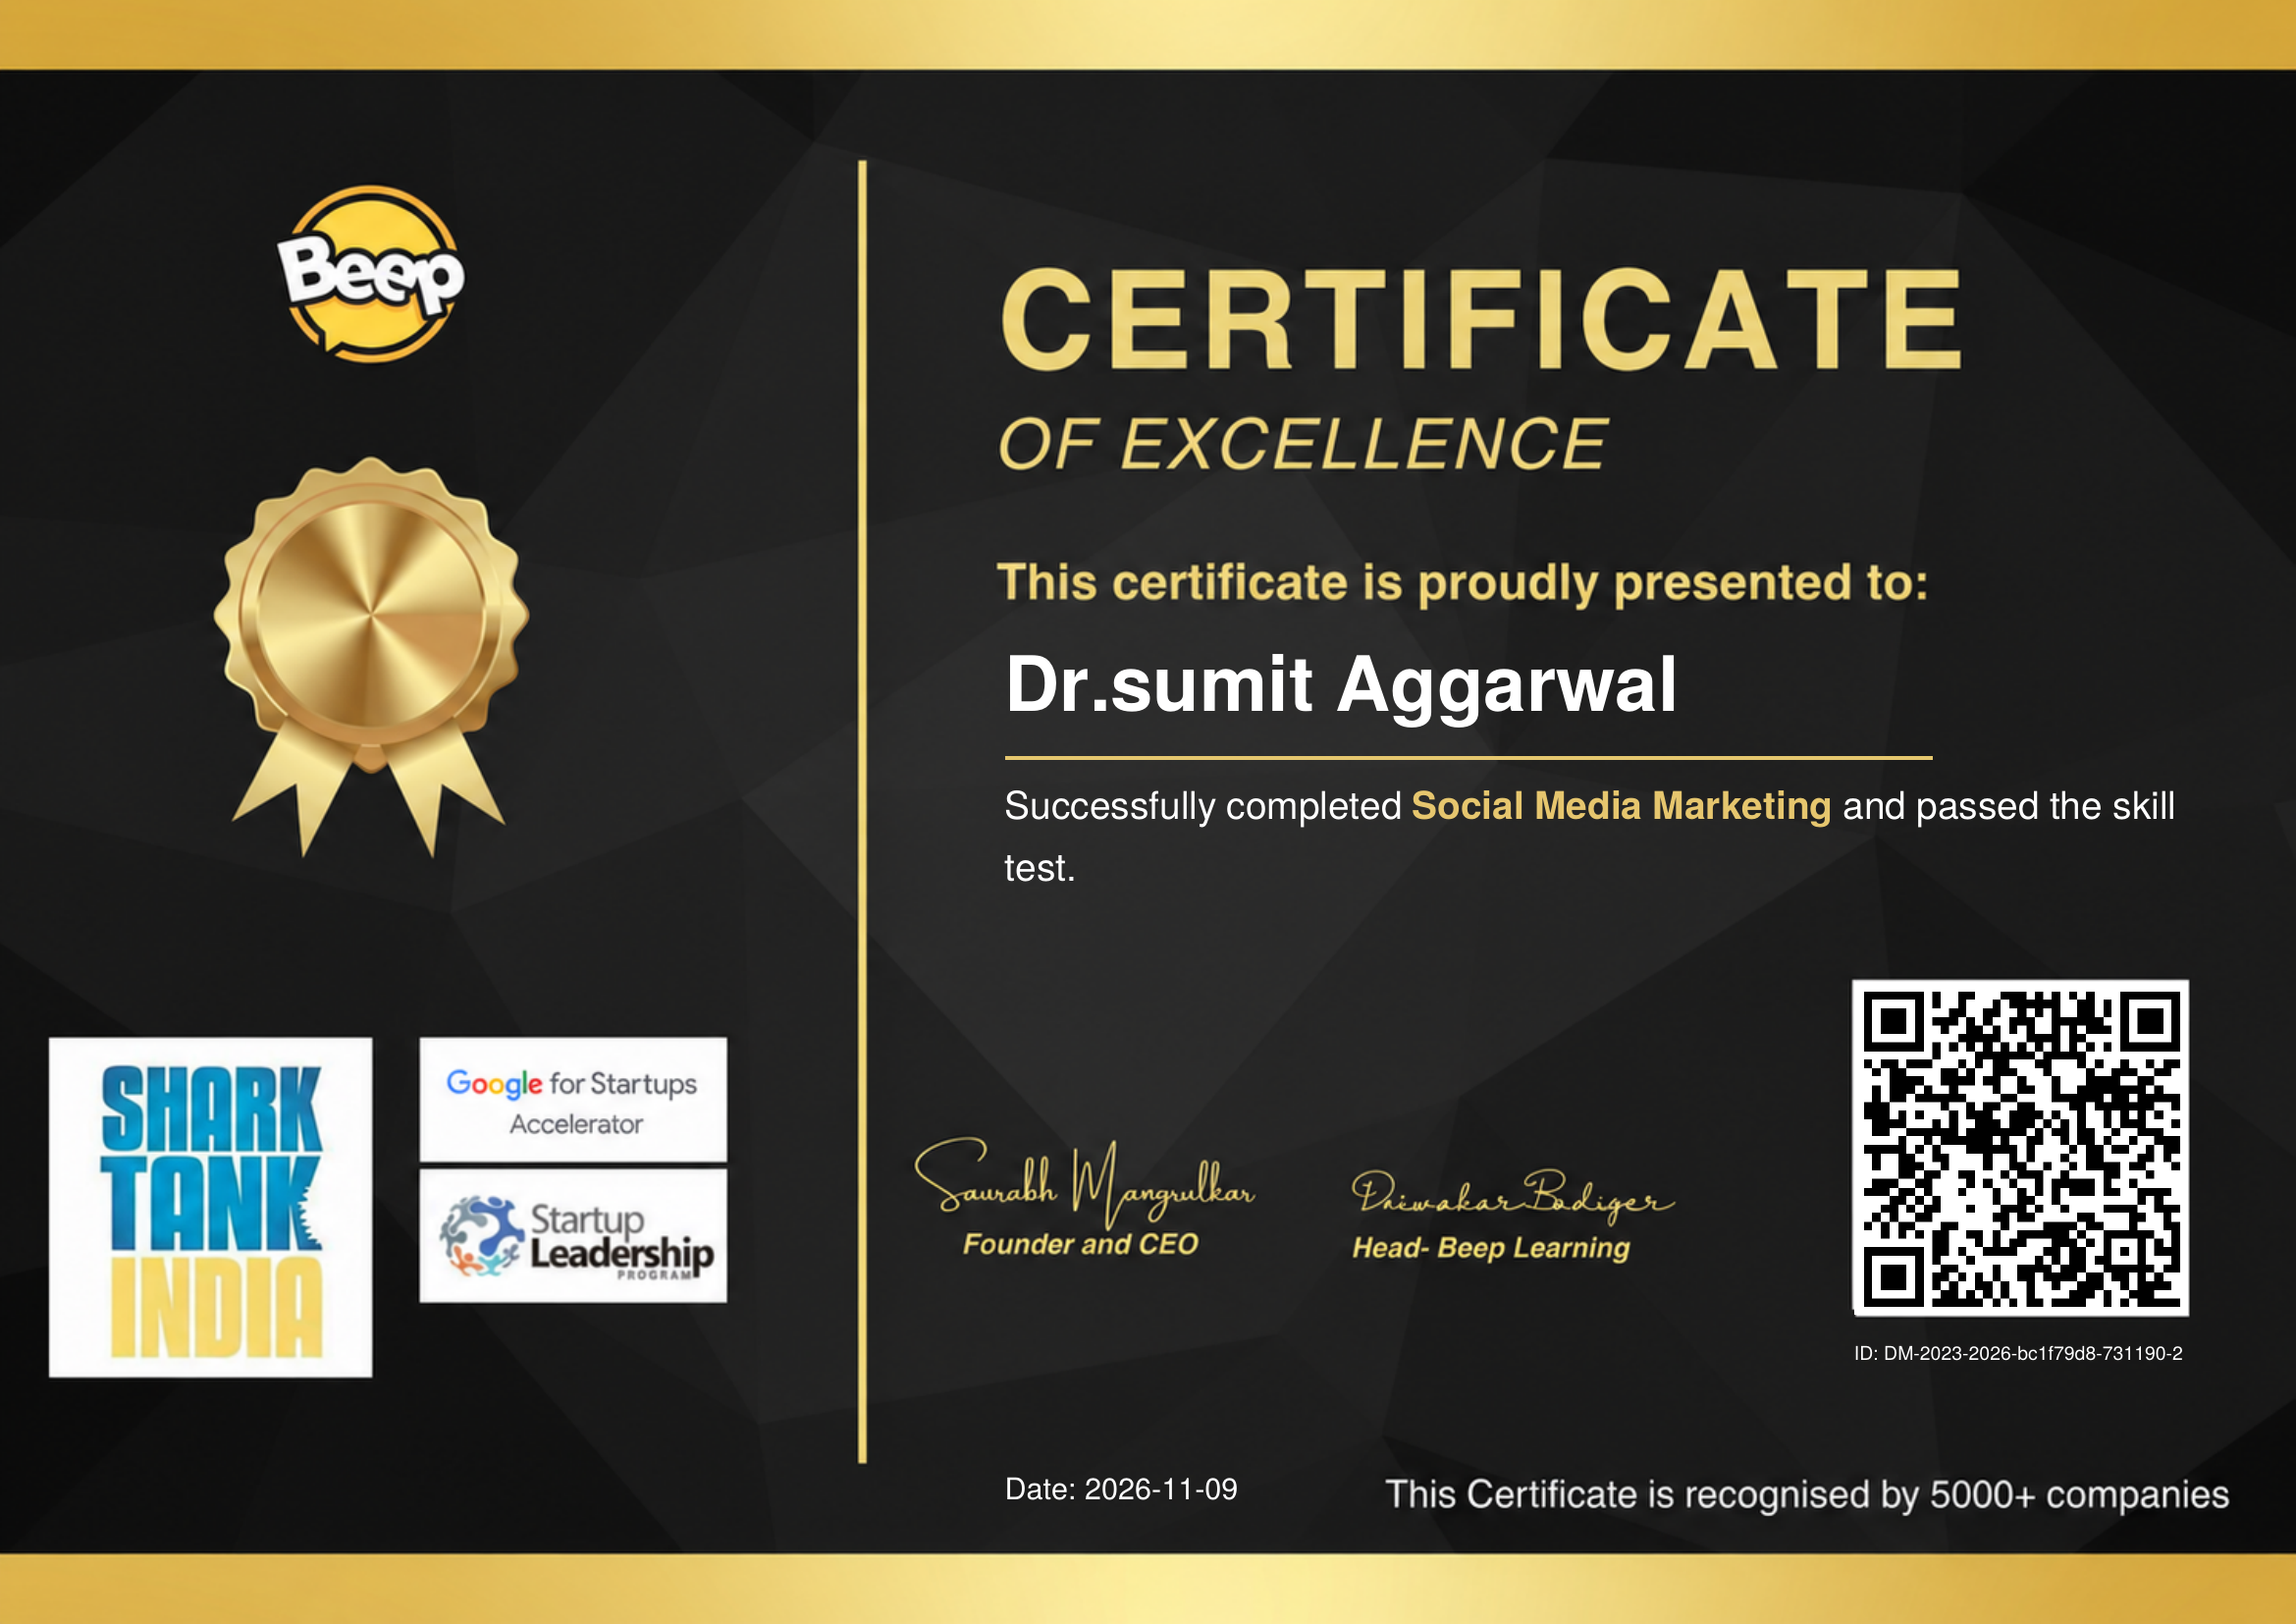 Beep
CERTIFICATE
OF EXCELLENCE
This certificate is proudly presented to:
Dr.sumit Aggarwal
Successfully completed Social Media Marketing and passed the skill
test.
SHARK
TANK
INDIA
Google for Startups
Accelerator
Startup
Leadership
PROGRAM
Saurabh Mangrulkar
Founder and CEO
Driwakar Bodiger
Head- Beep Learning
ID: DM-2023-2026-bc1f79d8-731190-2
Date: 2026-11-09
This Certificate is recognised by 5000+ companies